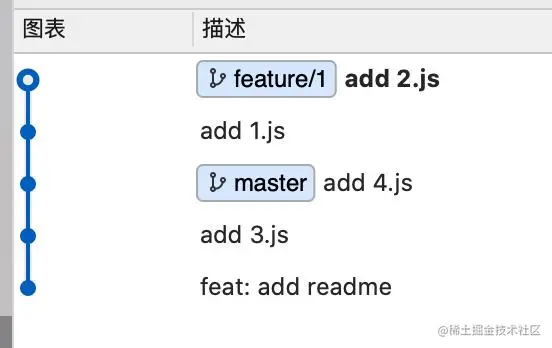 图表 描述
feature/1 add 2.js
add 1.js
master add 4.js
add 3.js
feat: add readme
@稀土掘金技术社区